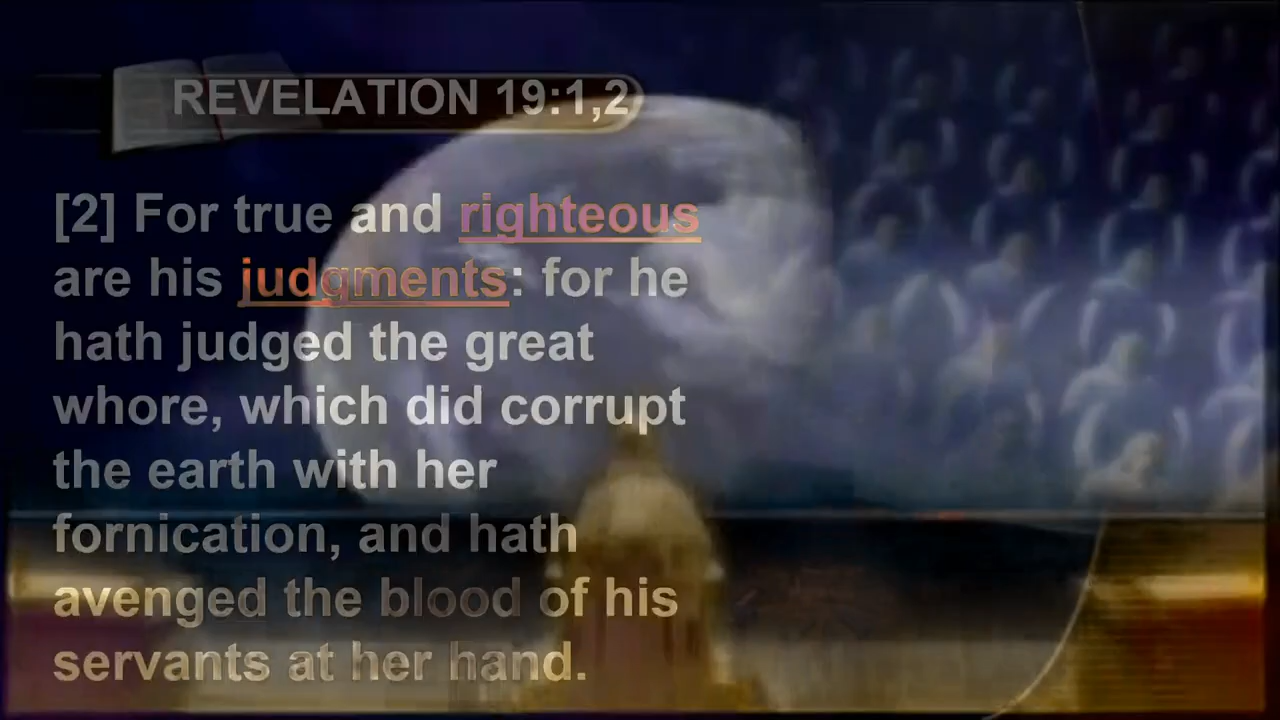 REVELATION 19:1,2
[2] For true and righteous
are his judgments: for he
hath judged the great
whore, which did corrupt
the earth with her
fornication, and hath
avenged the blood of his
servants at her hand.